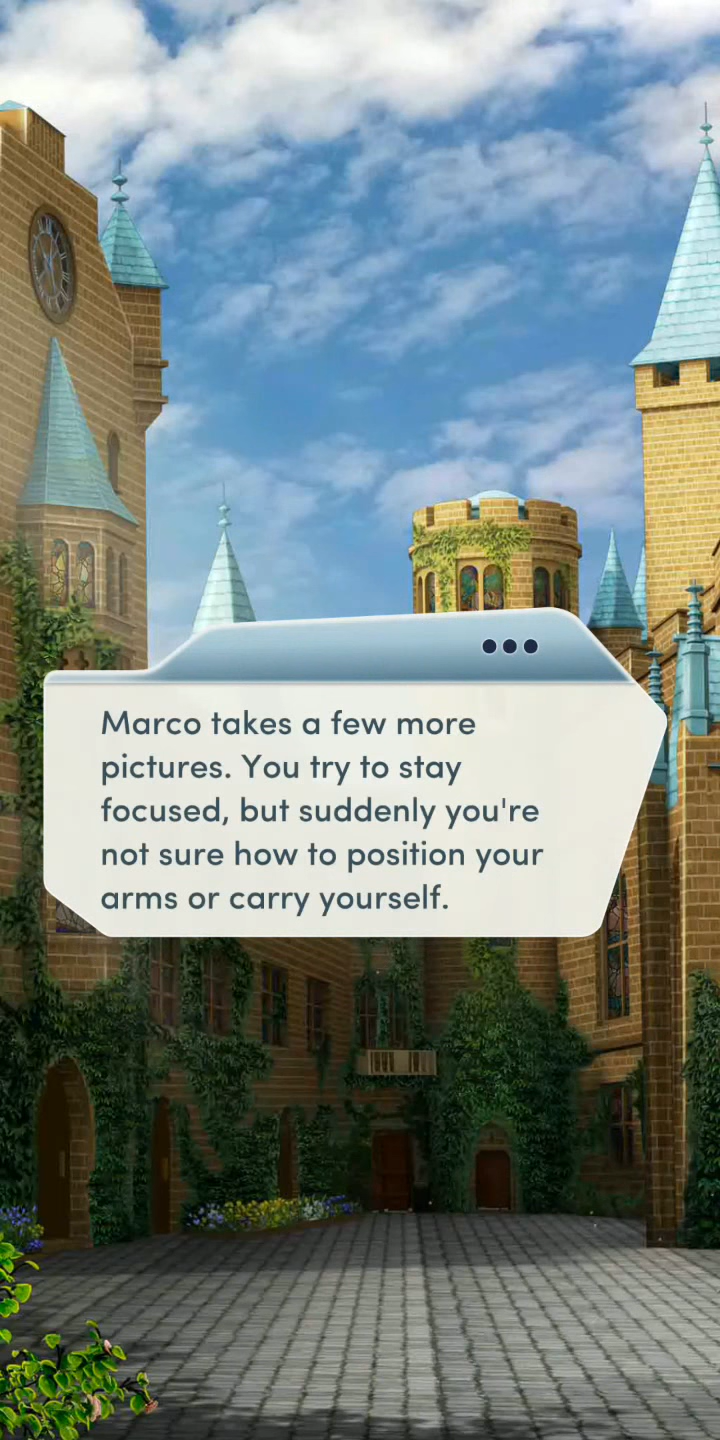 Marco takes a few more
pictures. You try to stay
focused, but suddenly you're
not sure how to position your
arms or carry yourself.